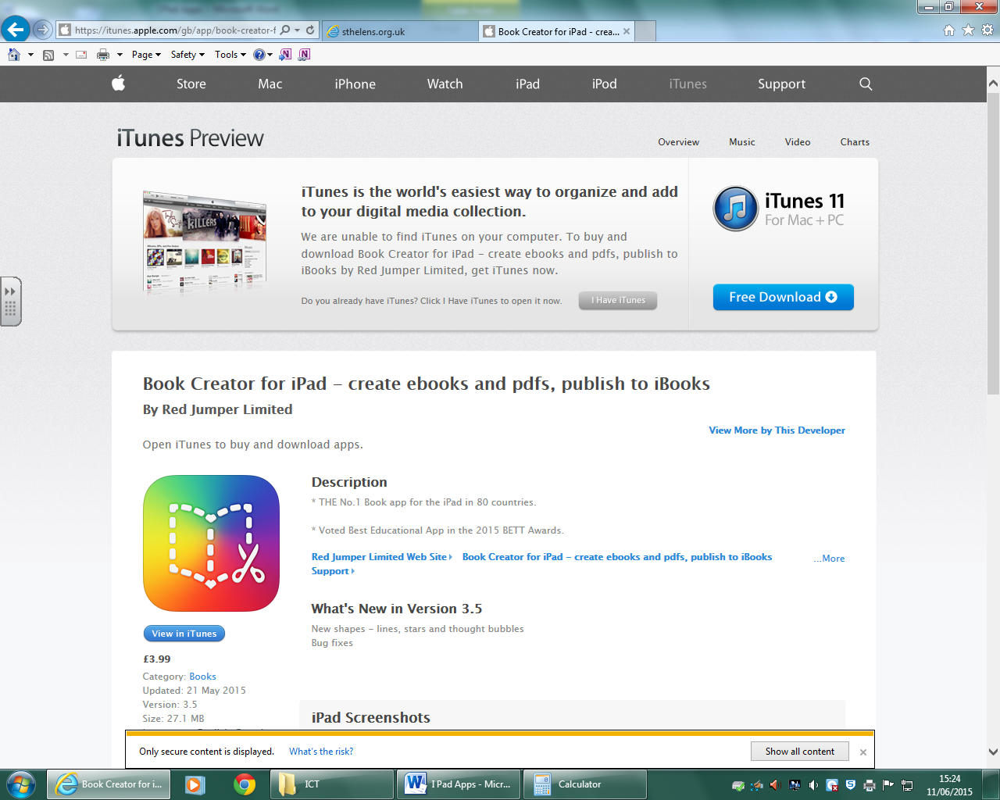 https://itunes.apple.com/gb/app/book-creator-f
sthelens.org.uk
Book Creator for iPad - crea...
Page
Safety
Tools
Store
Mac
iPhone
Watch
iPad
iPod
iTunes
Support
iTunes Preview
Overview
Music
Video
Charts
iTunes is the world's easiest way to organize and add
to your digital media collection.
We are unable to find iTunes on your computer. To buy and
download Book Creator for iPad - create ebooks and pdfs, publish to
iBooks by Red Jumper Limited, get iTunes now.
Do you already have iTunes? Click I Have iTunes to open it now.
I Have iTunes
KILLERS
iTunes 11
For Mac + PC
Free Download
Book Creator for iPad - create ebooks and pdfs, publish to iBooks
By Red Jumper Limited
View More by This Developer
Open iTunes to buy and download apps.
Description
* THE No.1 Book app for the iPad in 80 countries.
* Voted Best Educational App in the 2015 BETT Awards.
Red Jumper Limited Web Site
Book Creator for iPad - create ebooks and pdfs, publish to iBooks
Support
...More
What's New in Version 3.5
New shapes - lines, stars and thought bubbles
Bug fixes
View in iTunes
£3.99
Category: Books
Updated: 21 May 2015
Version: 3.5
Size: 27.1 MB
iPad Screenshots
Only secure content is displayed.
What's the risk?
Show all content
Book Creator for i...
ICT
I Pad Apps - Micr...
Calculator
15:24
11/06/2015